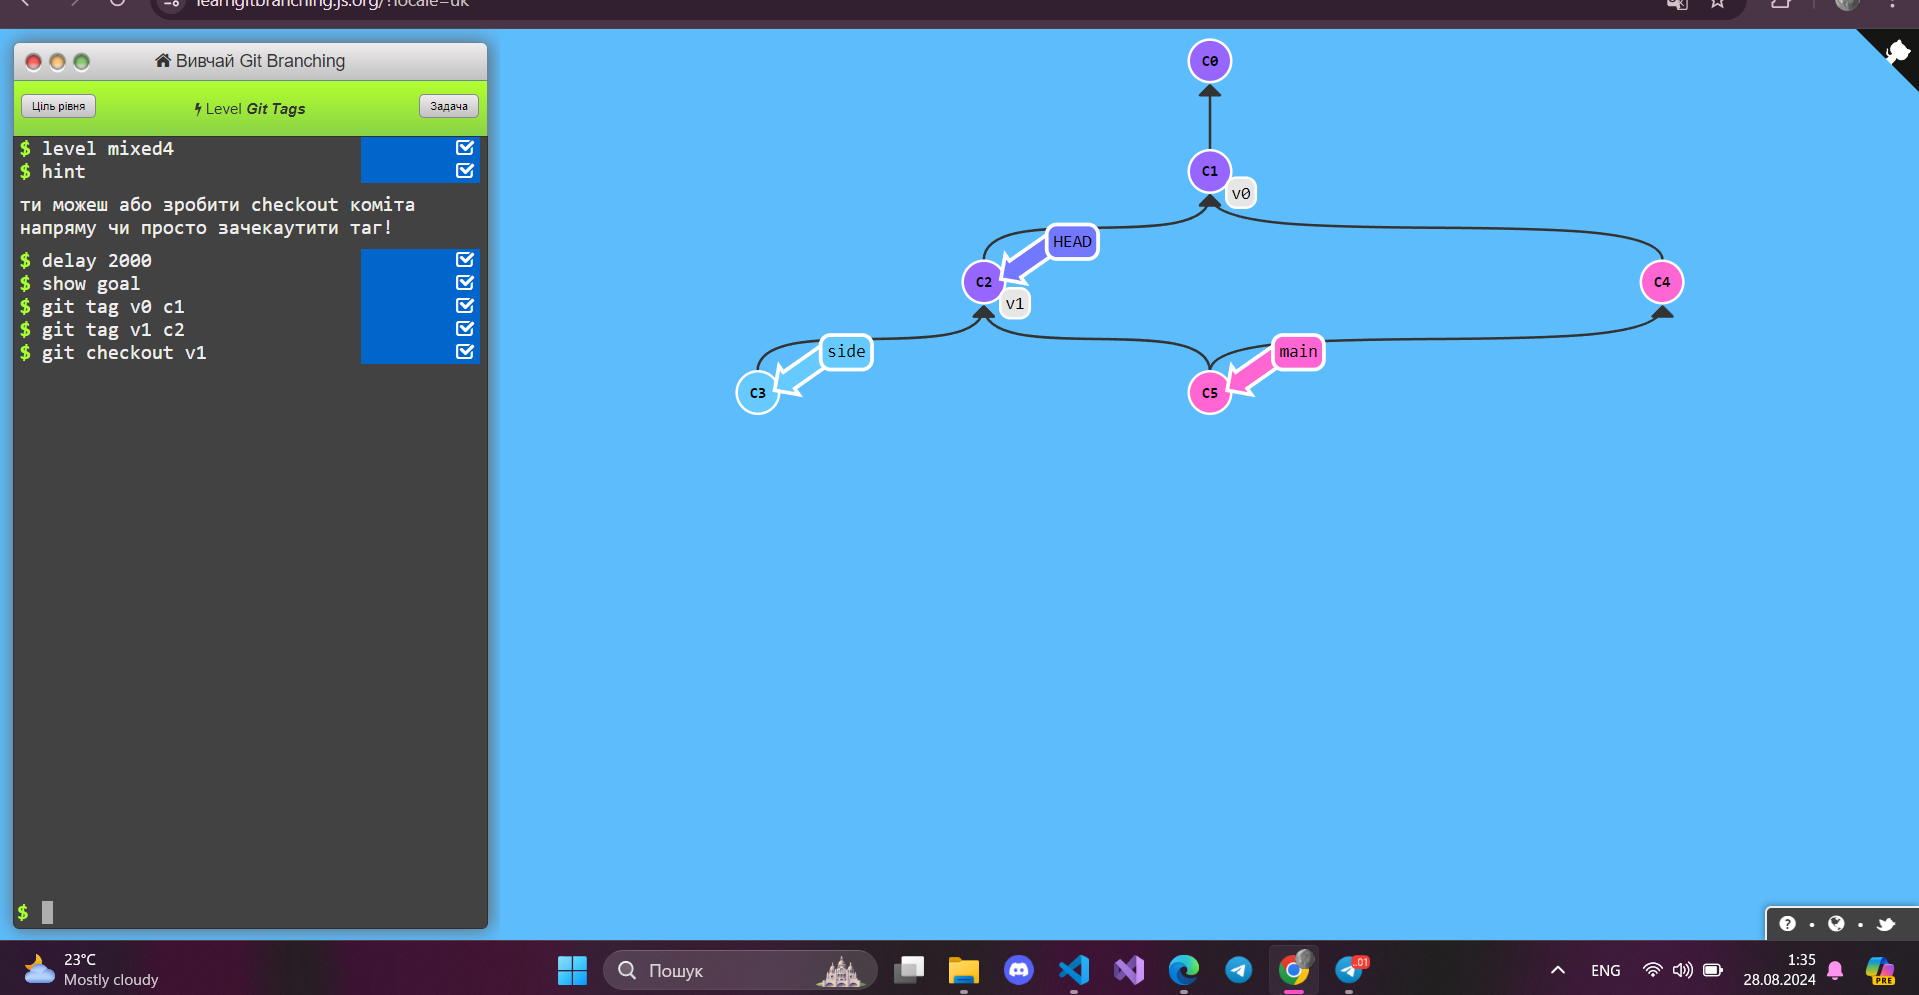 learngitbranching.js.org/?locale=uk
Вивчай Git Branching
Ціль рівня
Level Git Tags
Задача
$ level mixed4
$ hint
ти можеш або зробити checkout коміта
напряму чи просто зачекаутити таг!
$ delay 2000
$ show goal
$ git tag v0 c1
$ git tag v1 c2
$ git checkout v1
$
C0
C1
v0
HEAD
C2
v1
C4
side
main
C3
C5
23°C
Mostly cloudy
Пошук
.01
ENG
1:35
28.08.2024
PRE